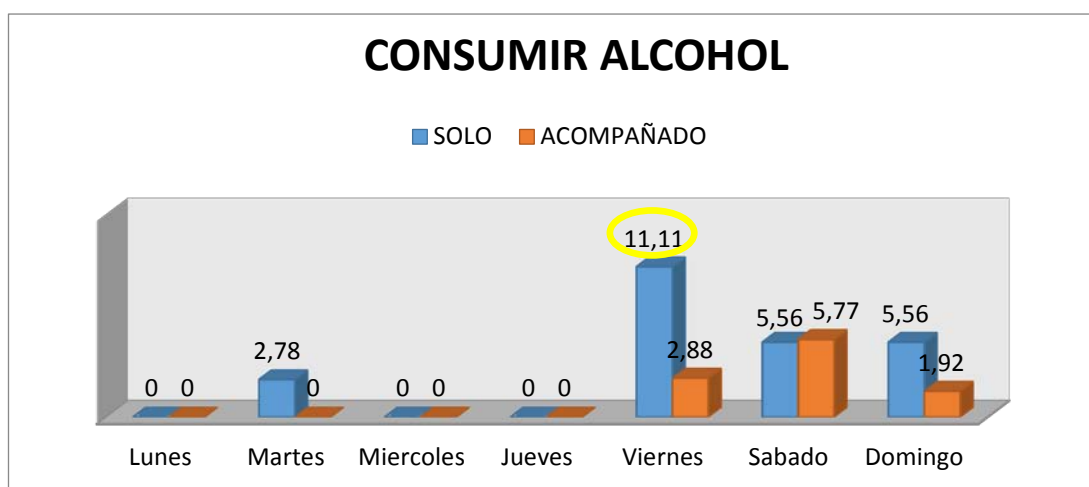 CONSUMIR ALCOHOL
SOLO ACOMPAÑADO
0 0 2,78 0 0 0 0 0 11,11 2,88 5,56 5,77 5,56 1,92
Lunes Martes Miercoles Jueves Viernes Sabado Domingo